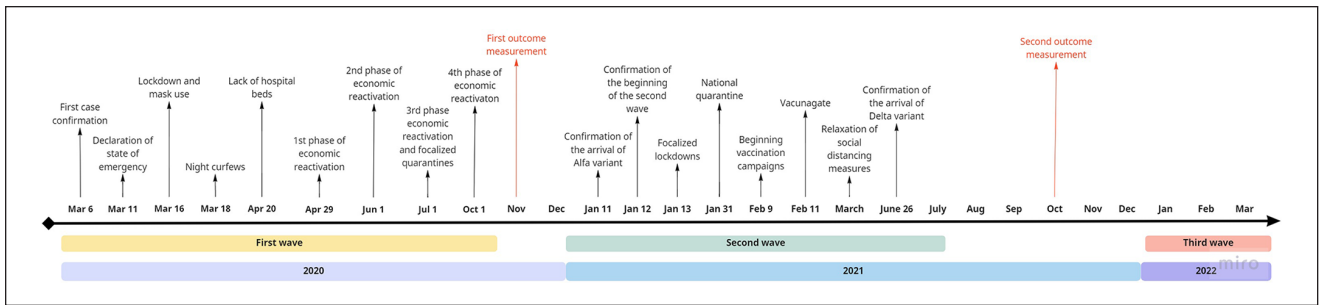 First case
confirmation
Declaration of
state of
emergency
Lockdown and
mask use
Night curfews
Lack of hospital
beds
1st phase of
economic
reactivation
2nd phase of
economic
reactivation
3rd phase
economic
reactivation
and focalized
quarantines
4th phase of
economic
reactivaton
First outcome
measurement
Confirmation of
the arrival of
Alfa variant
Confirmation of
the beginning
of the second
wave
Focalized
lockdowns
National
quarantine
Beginning
vaccination
campaigns
Vacunagate
Relaxation of
social
distancing
measures
Confirmation of
the arrival of
Delta variant
Second outcome
measurement
Mar 6 Mar 11 Mar 16 Mar 18 Apr 20 Apr 29 Jun 1 Jul 1 Oct 1 Nov Dec Jan 11 Jan 12 Jan 13 Jan 31 Feb 9 Feb 11 March June 26 July Aug Sep Oct Nov Dec Jan Feb Mar
First wave Second wave Third wave
2020 2021 2022
miro